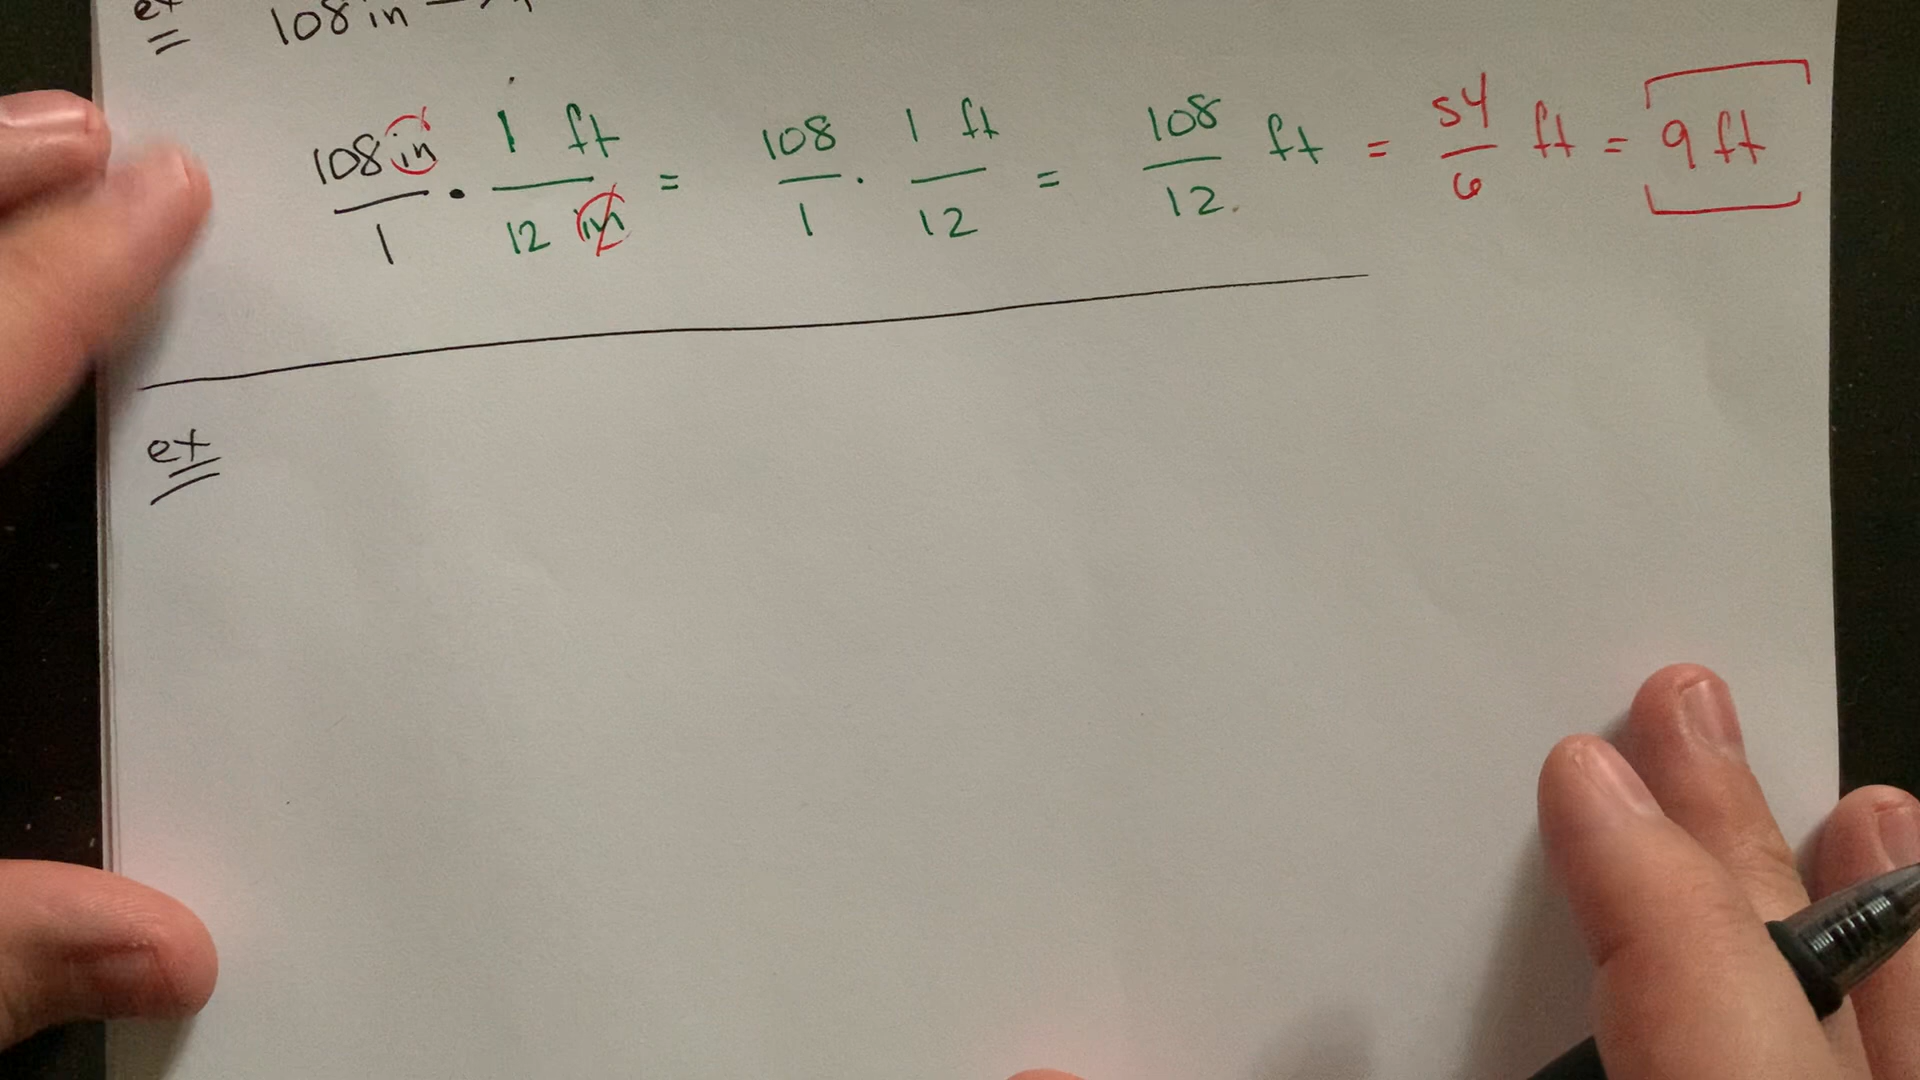 ex 108 in →
108 in/1 · 1 ft/12 in = 108/1 · 1 ft/12 = 108/12 ft = 54/6 ft = 9 ft
ex